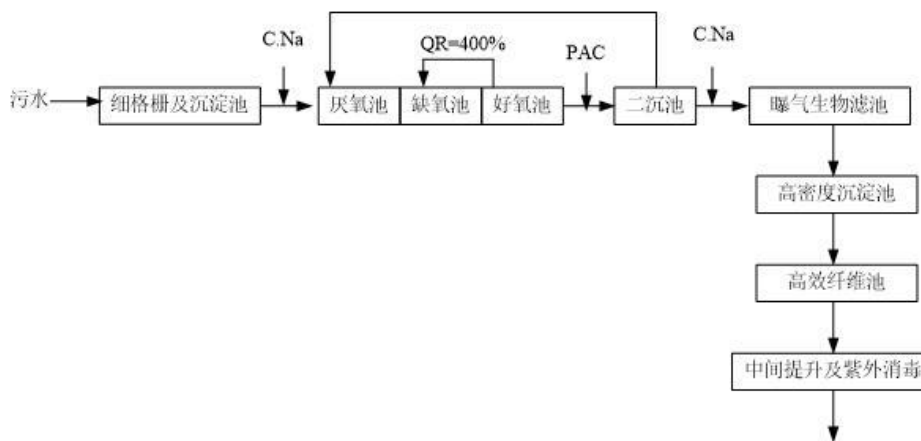 C.Na
QR=400%
PAC
C.Na
污水
细格栅及沉淀池
厌氧池
缺氧池
好氧池
二沉池
曝气生物滤池
高密度沉淀池
高效纤维池
中间提升及紫外消毒